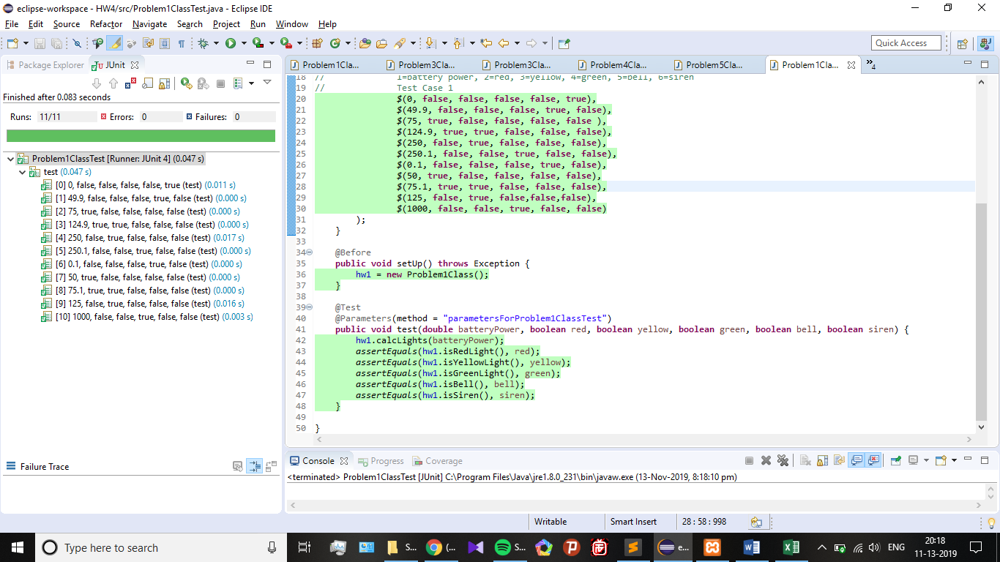 eclipse-workspace - HW4/src/Problem1ClassTest.java - Eclipse IDE
File Edit Source Refactor Navigate Search Project Run Window Help
Quick Access
Package Explorer JUnit
Finished after 0.083 seconds
Runs: 11/11 Errors: 0 Failures: 0
Problem1ClassTest [Runner: JUnit 4] (0.047 s)
test (0.047 s)
[0] 0, false, false, false, false, true (test) (0.011 s)
[1] 49.9, false, false, false, true, false (test) (0.000 s)
[2] 75, true, false, false, false, false (test) (0.000 s)
[3] 124.9, true, true, false, false, false (test) (0.000 s)
[4] 250, false, true, false, false, false (test) (0.017 s)
[5] 250.1, false, false, true, false, false (test) (0.000 s)
[6] 0.1, false, false, false, true, false (test) (0.000 s)
[7] 50, true, false, false, false, false (test) (0.000 s)
[8] 75.1, true, true, false, false, false (test) (0.000 s)
[9] 125, false, true, false, false, false (test) (0.016 s)
[10] 1000, false, false, true, false, false (test) (0.003 s)
Failure Trace
Problem1Cla... Problem3Cla... Problem3Cla... Problem4Cla... Problem5Cla... Problem1Cla... »4
18 // 1=battery power, 2=red, 3=yellow, 4=green, 5=bell, 6=siren
19 // Test Case 1
20 $(0, false, false, false, false, true),
21 $(49.9, false, false, false, true, false),
22 $(75, true, false, false, false, false ),
23 $(124.9, true, true, false, false, false),
24 $(250, false, true, false, false, false),
25 $(250.1, false, false, true, false, false),
26 $(0.1, false, false, false, true, false),
27 $(50, true, false, false, false, false),
28 $(75.1, true, true, false, false, false),
29 $(125, false, true, false,false,false),
30 $(1000, false, false, true, false, false)
31 );
32 }
33
34 @Before
35 public void setUp() throws Exception {
36 hw1 = new Problem1Class();
37 }
38
39 @Test
40 @Parameters(method = "parametersForProblem1ClassTest")
41 public void test(double batteryPower, boolean red, boolean yellow, boolean green, boolean bell, boolean siren) {
42 hw1.calcLights(batteryPower);
43 assertEquals(hw1.isRedLight(), red);
44 assertEquals(hw1.isYellowLight(), yellow);
45 assertEquals(hw1.isGreenLight(), green);
46 assertEquals(hw1.isBell(), bell);
47 assertEquals(hw1.isSiren(), siren);
48 }
49
50 }
Console Progress Coverage
<terminated> Problem1ClassTest [JUnit] C:\Program Files\Java\jre1.8.0_231\bin\javaw.exe (13-Nov-2019, 8:18:10 pm)
Writable Smart Insert 28 : 58 : 998
Type here to search S... (... S... e... ENG 20:18
11-13-2019